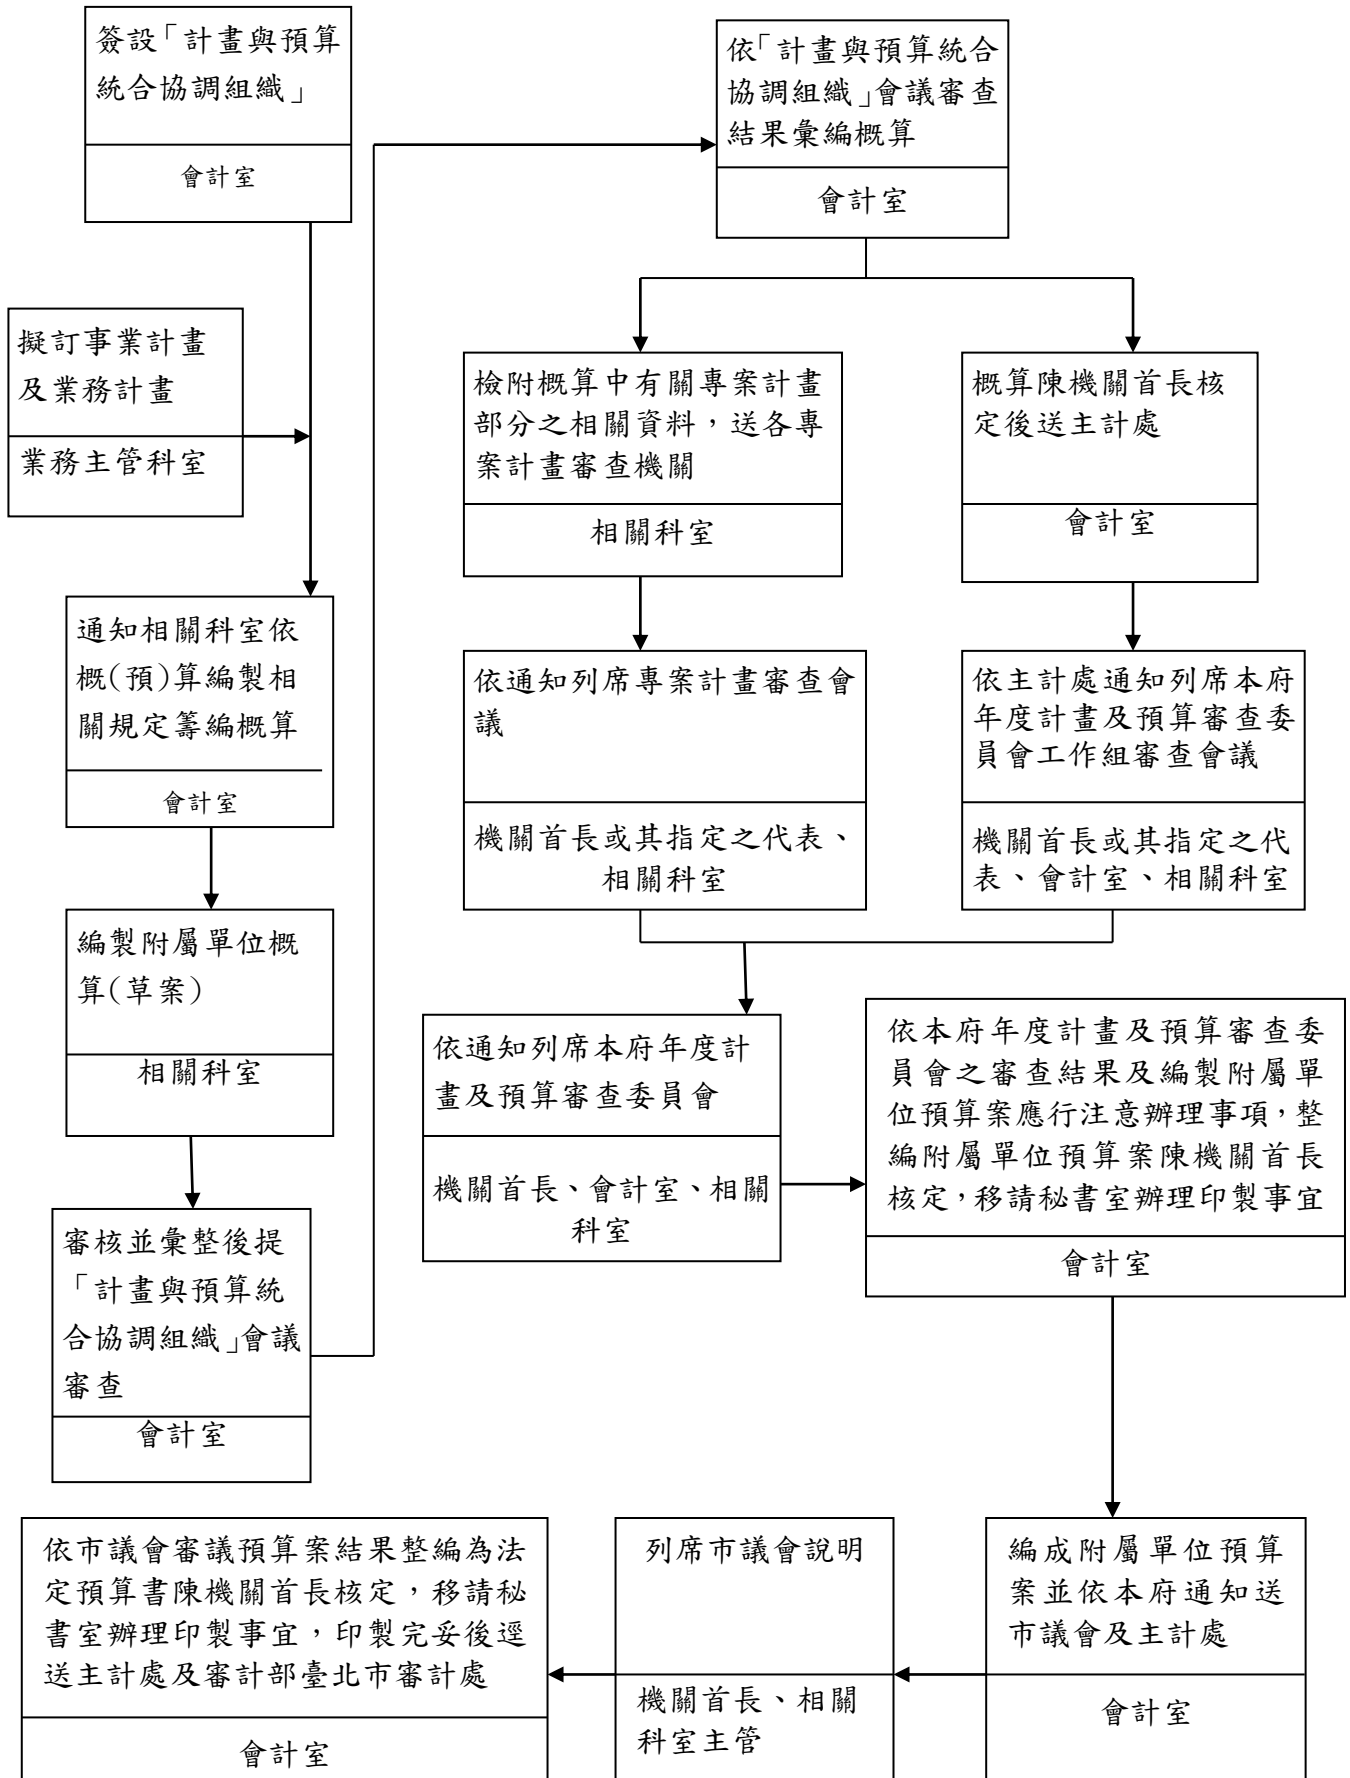 簽設「計畫與預算
統合協調組織」
會計室
擬訂事業計畫
及業務計畫
業務主管科室
通知相關科室依
概(預)算編製相
關規定籌編概算
會計室
編製附屬單位概
算(草案)
相關科室
審核並彙整後提
「計畫與預算統
合協調組織」會議
審查
會計室
依「計畫與預算統合
協調組織」會議審查
結果彙編概算
會計室
檢附概算中有關專案計畫
部分之相關資料，送各專
案計畫審查機關
相關科室
概算陳機關首長核
定後送主計處
會計室
依通知列席專案計畫審查會
議
機關首長或其指定之代表、
相關科室
依主計處通知列席本府
年度計畫及預算審查委
員會工作組審查會議
機關首長或其指定之代
表、會計室、相關科室
依通知列席本府年度計
畫及預算審查委員會
機關首長、會計室、相關
科室
依本府年度計畫及預算審查委
員會之審查結果及編製附屬單
位預算案應行注意辦理事項，整
編附屬單位預算案陳機關首長
核定，移請秘書室辦理印製事宜
會計室
編成附屬單位預算
案並依本府通知送
市議會及主計處
會計室
列席市議會說明
機關首長、相關
科室主管
依市議會審議預算案結果整編為法
定預算書陳機關首長核定，移請秘
書室辦理印製事宜，印製完妥後逕
送主計處及審計部臺北市審計處
會計室